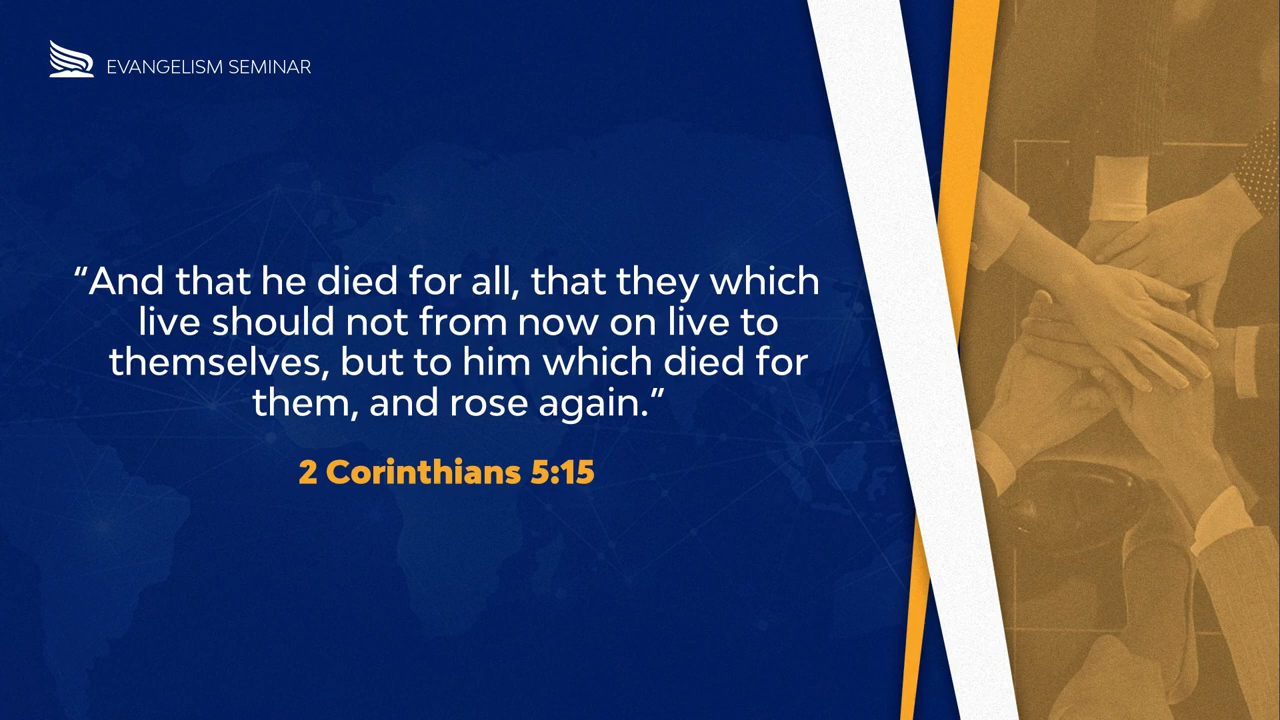 EVANGELISM SEMINAR
“And that he died for all, that they which
live should not from now on live to
themselves, but to him which died for
them, and rose again.”
2 Corinthians 5:15